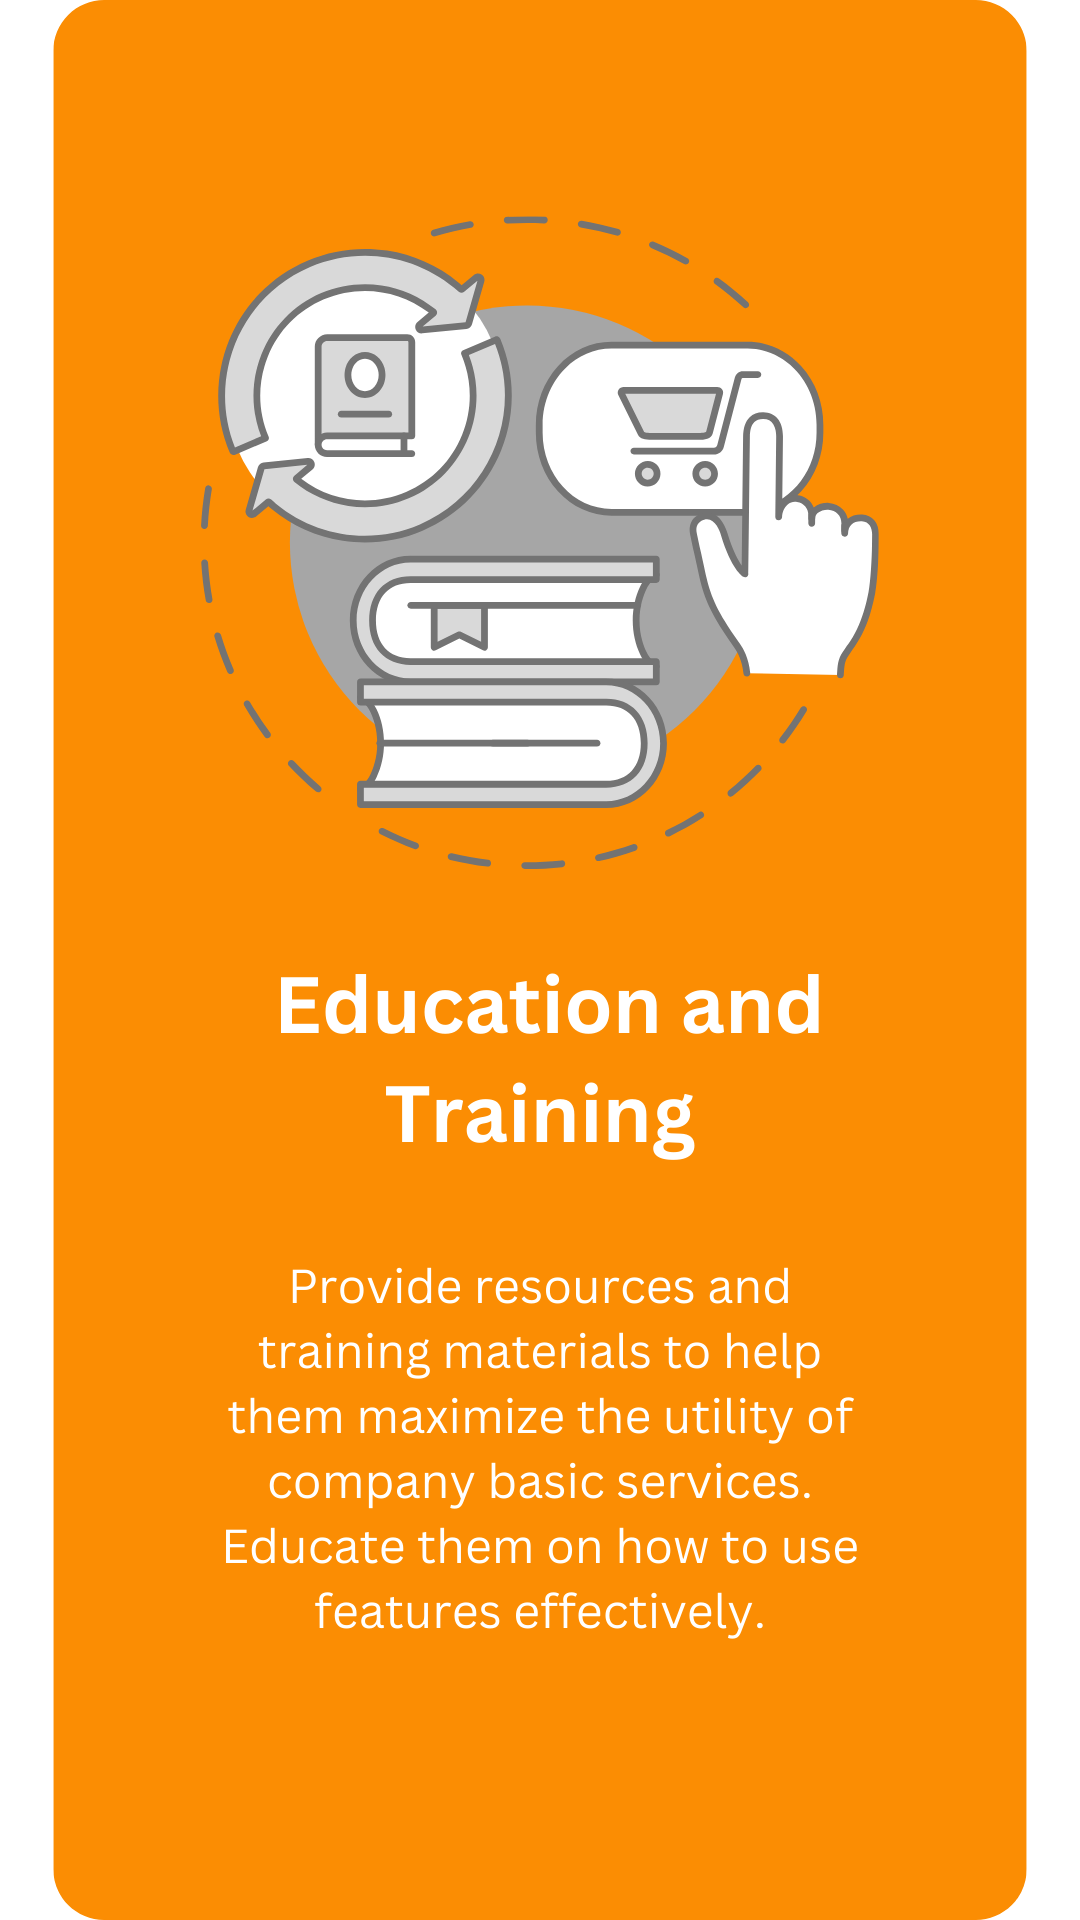 Education and
Training
Provide resources and
training materials to help
them maximize the utility of
company basic services.
Educate them on how to use
features effectively.